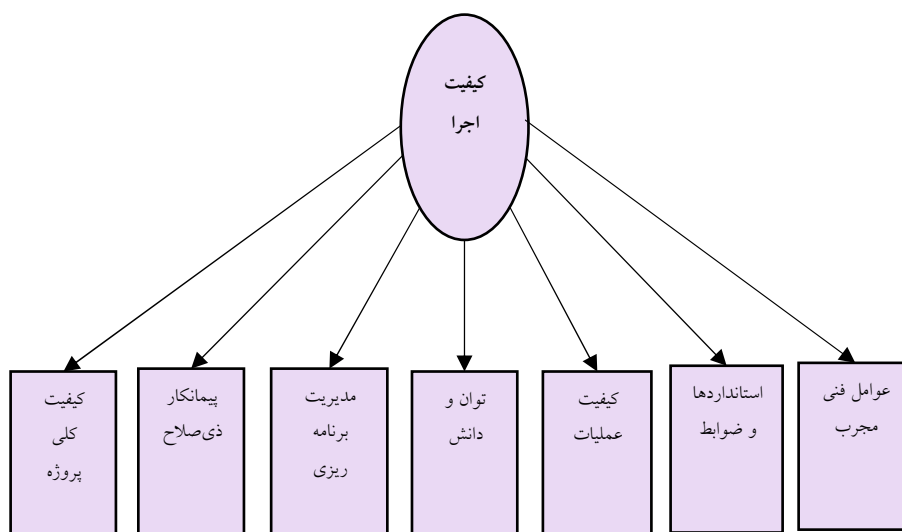 کیفیت
اجرا
عوامل فنی
مجرب
استانداردها
و ضوابط
کیفیت
عملیات
توان و
دانش
مدیریت
برنامه
ریزی
پیمانکار
ذی‌صلاح
کیفیت
کلی
پروژه